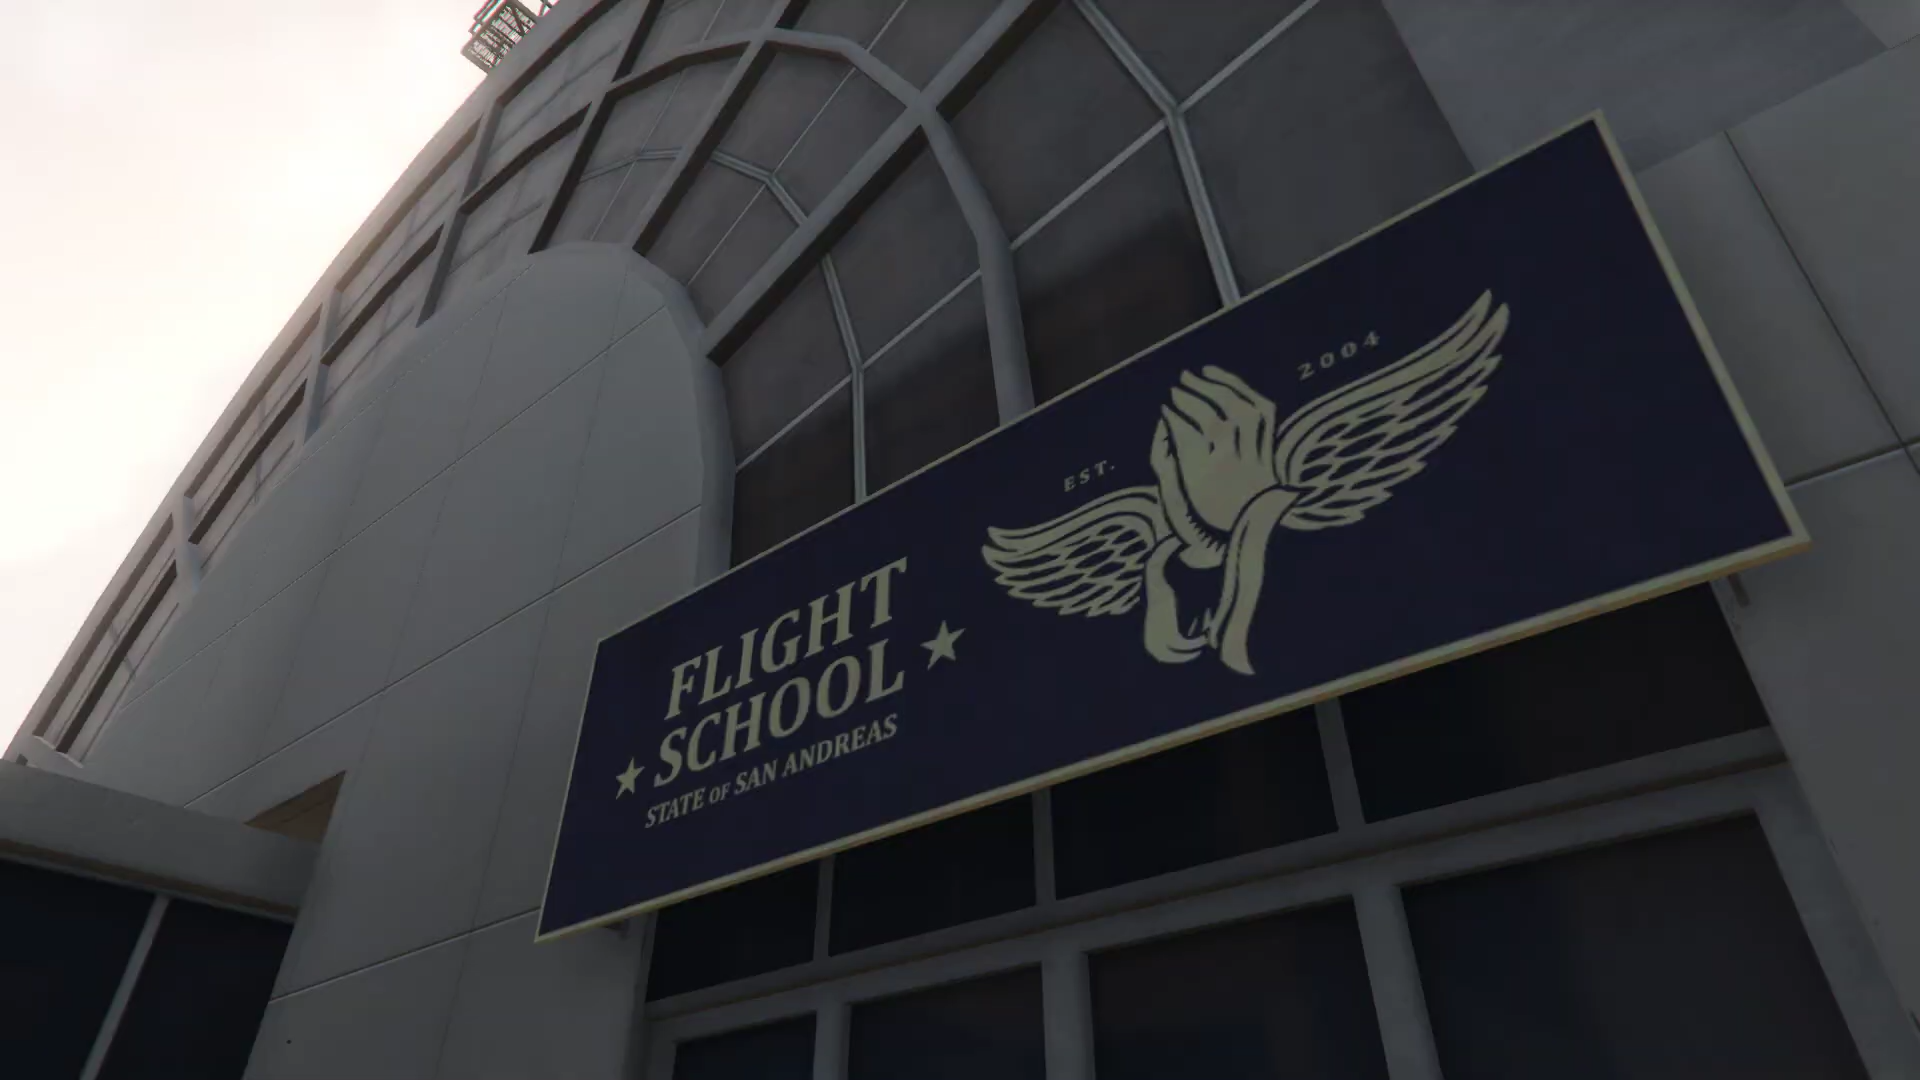 FLIGHT
SCHOOL
STATE OF SAN ANDREAS
EST.
2004